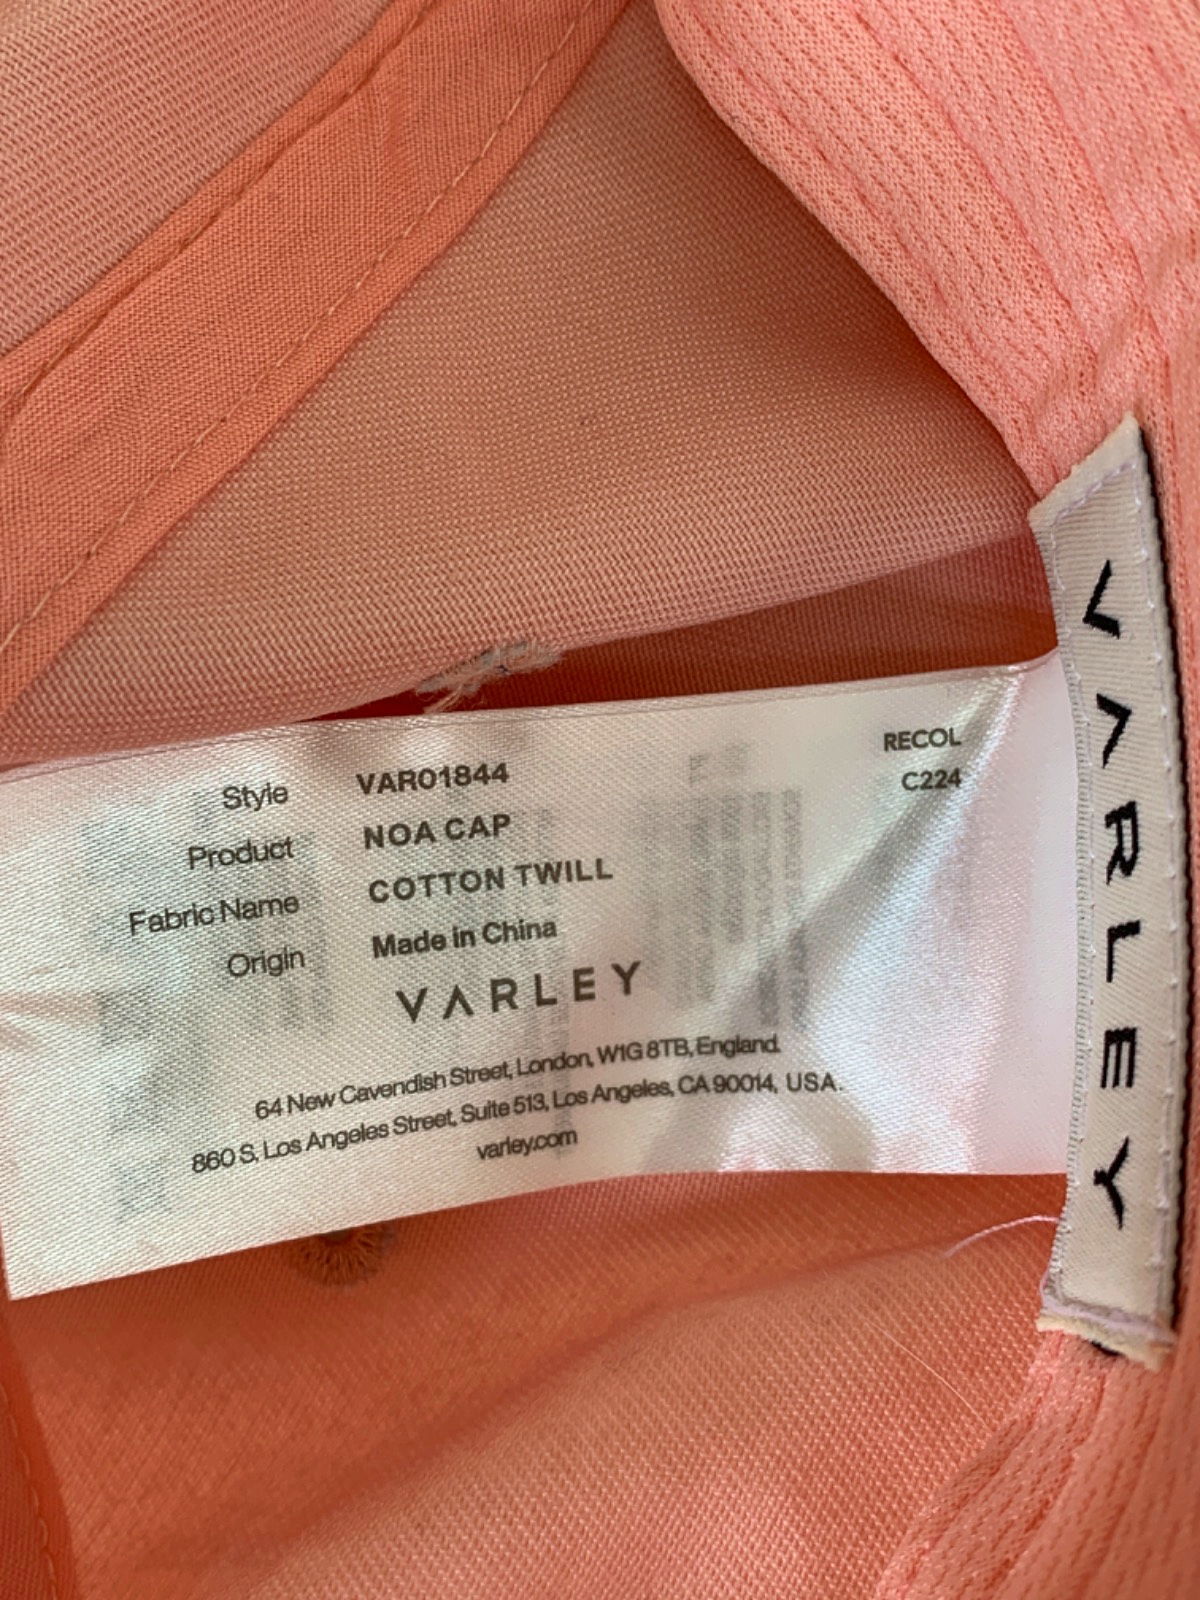 RECOL
C224
Style VAR01844
Product NOA CAP
Fabric Name COTTON TWILL
Origin Made in China
VARLEY
64 New Cavendish Street, London, W1G 8TB, England.
860 S. Los Angeles Street, Suite 513, Los Angeles, CA 90014, USA.
varley.com
VARLEY